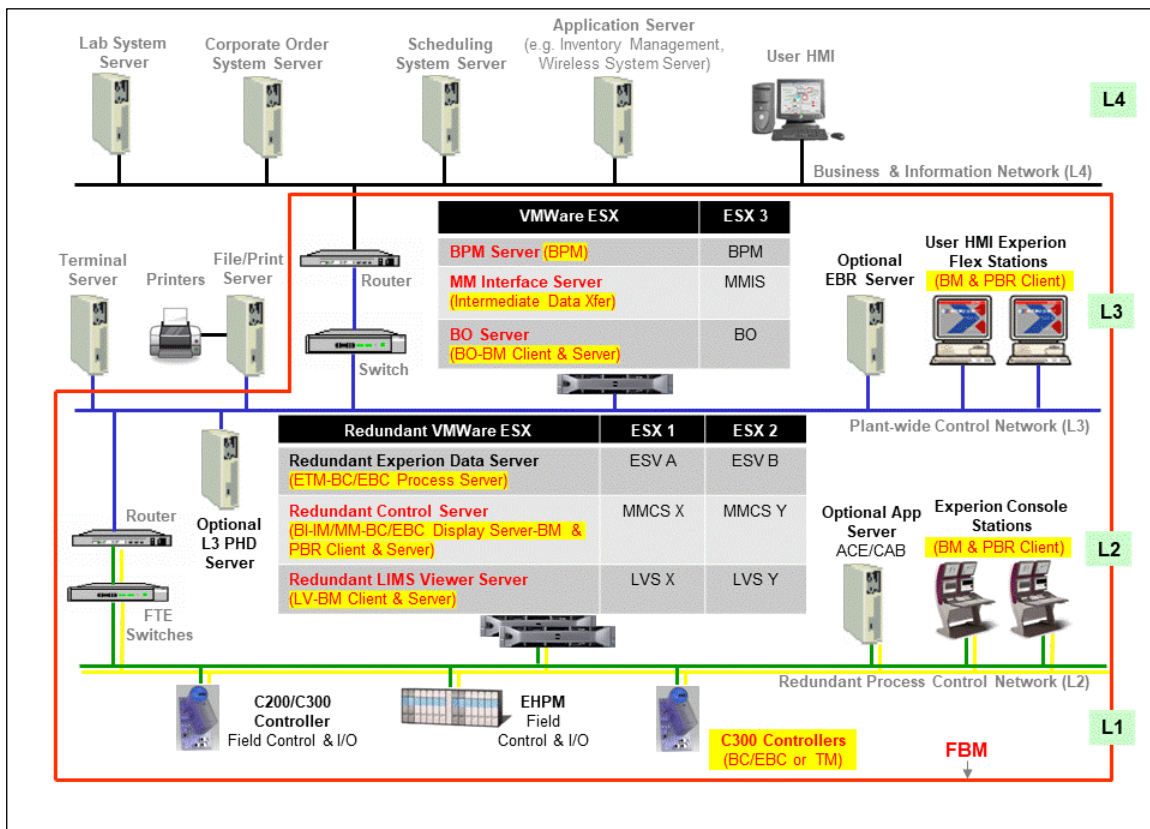 Lab System
Server
Corporate Order
System Server
Scheduling
System Server
Application Server
(e.g. Inventory Management,
Wireless System Server)
User HMI
L4
Business & Information Network (L4)
Terminal
Server
Printers
File/Print
Server
Router
Switch
VMWare ESX
ESX 3
BPM Server (BPM)
BPM
MM Interface Server
(Intermediate Data Xfer)
MMIS
BO Server
(BO-BM Client & Server)
BO
Optional
EBR Server
User HMI Experion
Flex Stations
(BM & PBR Client)
L3
Plant-wide Control Network (L3)
Router
FTE
Switches
Optional
L3 PHD
Server
Redundant VMWare ESX
ESX 1
ESX 2
Redundant Experion Data Server
(ETM-BC/EBC Process Server)
ESV A
ESV B
Redundant Control Server
(BI-IM/MM-BC/EBC Display Server-BM &
PBR Client & Server)
MMCS X
MMCS Y
Redundant LIMS Viewer Server
(LV-BM Client & Server)
LVS X
LVS Y
Optional App
Server
ACE/CAB
Experion Console
Stations
(BM & PBR Client)
L2
Redundant Process Control Network (L2)
C200/C300
Controller
Field Control & I/O
EHPM
Field
Control & I/O
C300 Controllers
(BC/EBC or TM)
L1
FBM